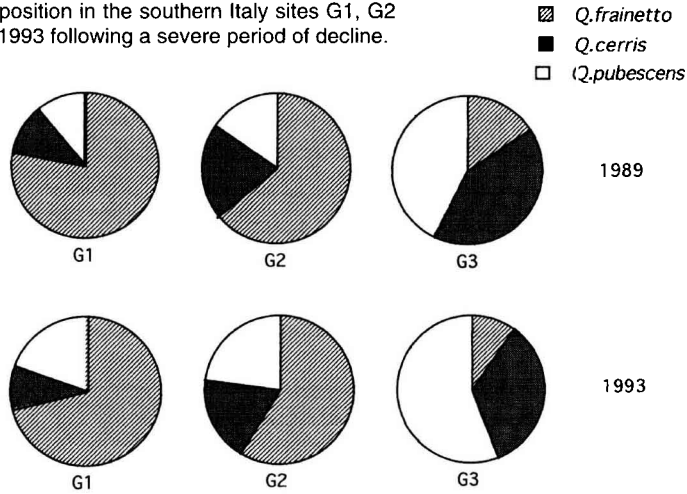 position in the southern Italy sites G1, G2
1993 following a severe period of decline.
Q.frainetto
Q.cerris
Q.pubescens
G1
G2
G3
1989
G1
G2
G3
1993